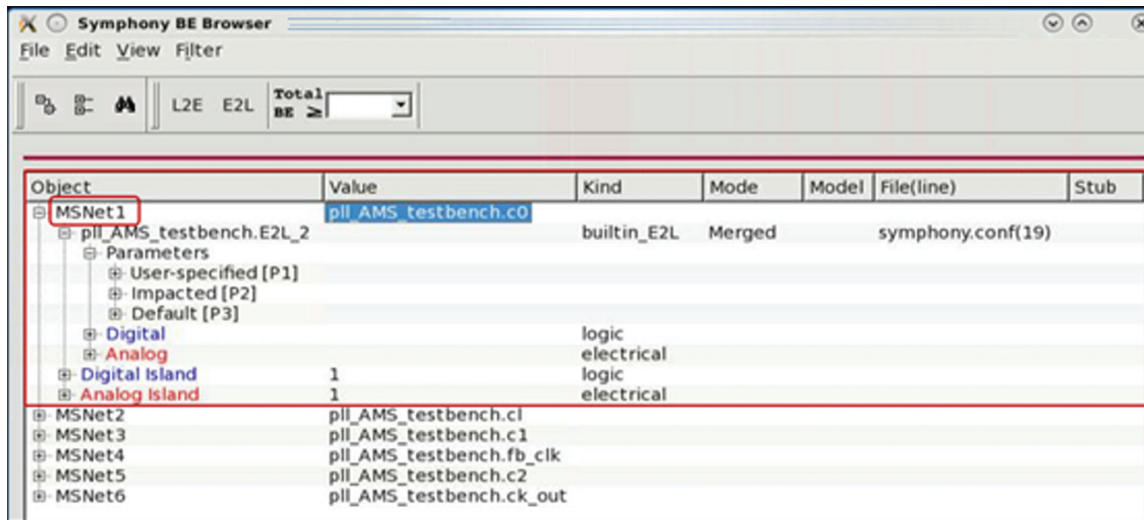 Symphony BE Browser
File Edit View Filter
L2E E2L Total BE ≥
Object Value Kind Mode Model File(line) Stub
MSNet1 pll_AMS_testbench.c0
pll_AMS_testbench.E2L_2 builtin_E2L Merged symphony.conf(19)
Parameters
User-specified [P1]
Impacted [P2]
Default [P3]
Digital logic
Analog electrical
Digital Island 1 logic
Analog Island 1 electrical
MSNet2 pll_AMS_testbench.cl
MSNet3 pll_AMS_testbench.c1
MSNet4 pll_AMS_testbench.fb_clk
MSNet5 pll_AMS_testbench.c2
MSNet6 pll_AMS_testbench.ck_out